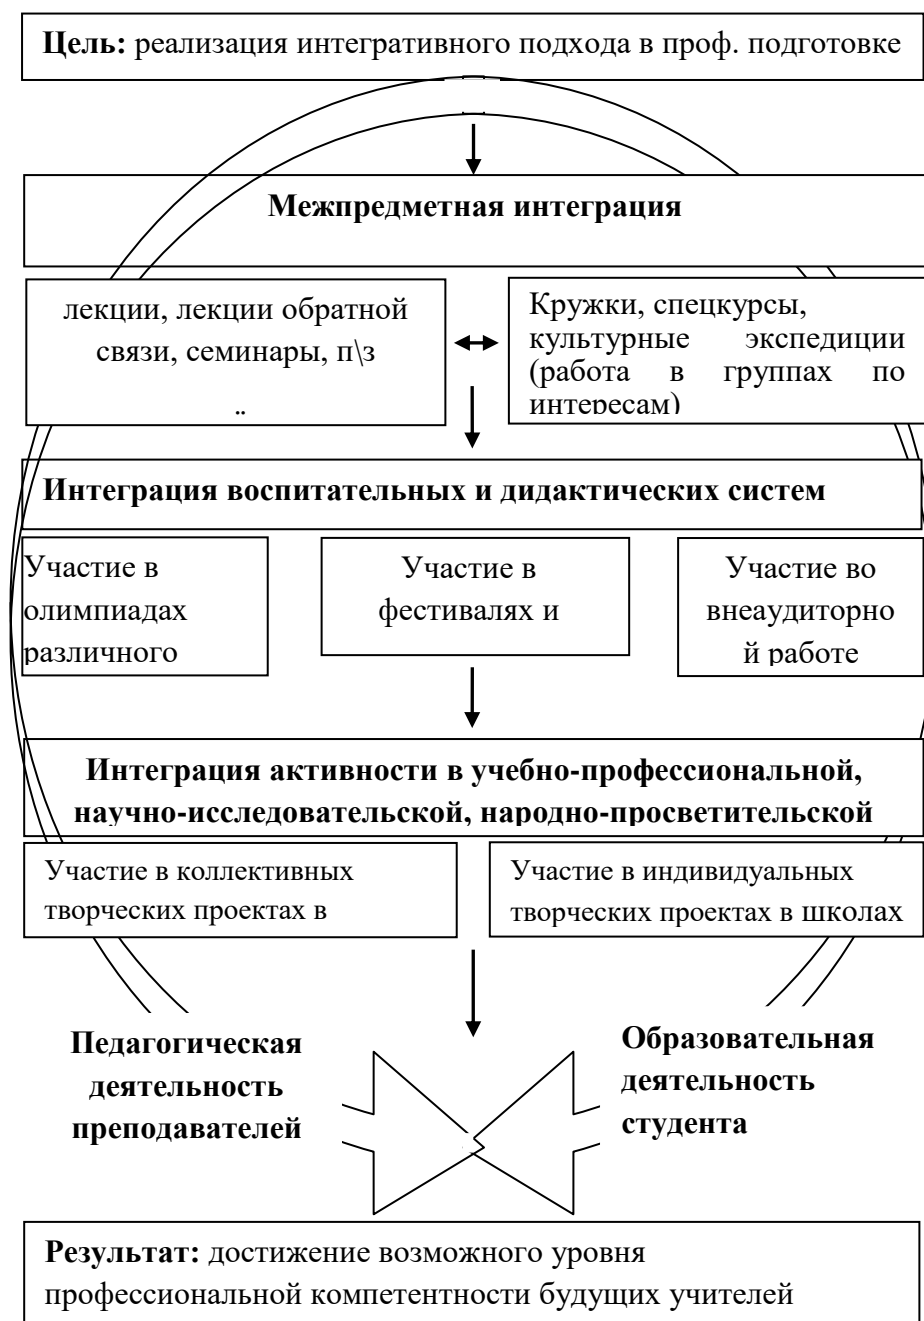 Цель: реализация интегративного подхода в проф. подготовке
Межпредметная интеграция
лекции, лекции обратной
связи, семинары, п\з
Кружки, спецкурсы,
культурные экспедиции
(работа в группах по
интересам)
Интеграция воспитательных и дидактических систем
Участие в
олимпиадах
различного
Участие в
фестивалях и
Участие во
внеаудиторно
й работе
Интеграция активности в учебно-профессиональной,
научно-исследовательской, народно-просветительской
Участие в коллективных
творческих проектах в
Участие в индивидуальных
творческих проектах в школах
Педагогическая
деятельность
преподавателей
Образовательная
деятельность
студента
Результат: достижение возможного уровня
профессиональной компетентности будущих учителей